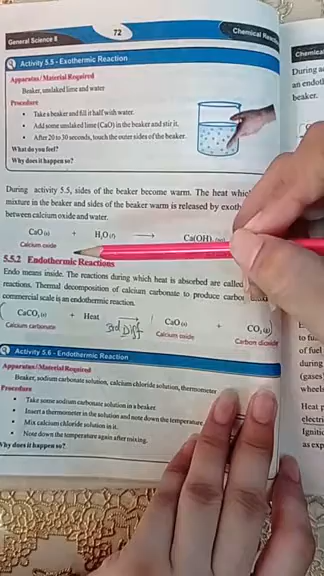 General Science 8
72
Chemical Reac
Activity 5.5 - Exothermic Reaction
Apparatus/Material Required
Beaker, unslaked lime and water
Procedure
• Take a beaker and fill it half with water.
• Add some unslaked lime (CaO) in the beaker and stir it.
• After 20 to 30 seconds, touch the outer sides of the beaker.
What do you feel?
Why does it happen so?
During activity 5.5, sides of the beaker become warm. The heat whic
mixture in the beaker and sides of the beaker is released by exoth
between calcium oxide and water.
CaO(s) + H₂O(l) ⟶ Ca(OH)₂
Calcium oxide
5.5.2 Endothermic Reactions
Endo means inside. The reactions during which heat is absorbed are called
reactions. Thermal decomposition of calcium carbonate to produce carbo
commercial scale is an endothermic reaction.
CaCO₃(s) + Heat ⟶ CaO(s) + CO₂(g)
Calcium carbonate Calcium oxide Carbon dioxide
Activity 5.6 - Endothermic Reaction
Apparatus/Material Required
Beaker, sodium carbonate solution, calcium chloride solution, thermometer
Procedure
• Take some sodium carbonate solution in a beaker.
• Insert a thermometer in the solution and note down the temperature.
• Mix calcium chloride solution in it.
• Note down the temperature again after mixing.
Why does it happen so?
Chemica
During a
an endot
beaker.
to fu
of fuel
during
(gases)
wheels
Heat p
electri
Ignitic
as exp